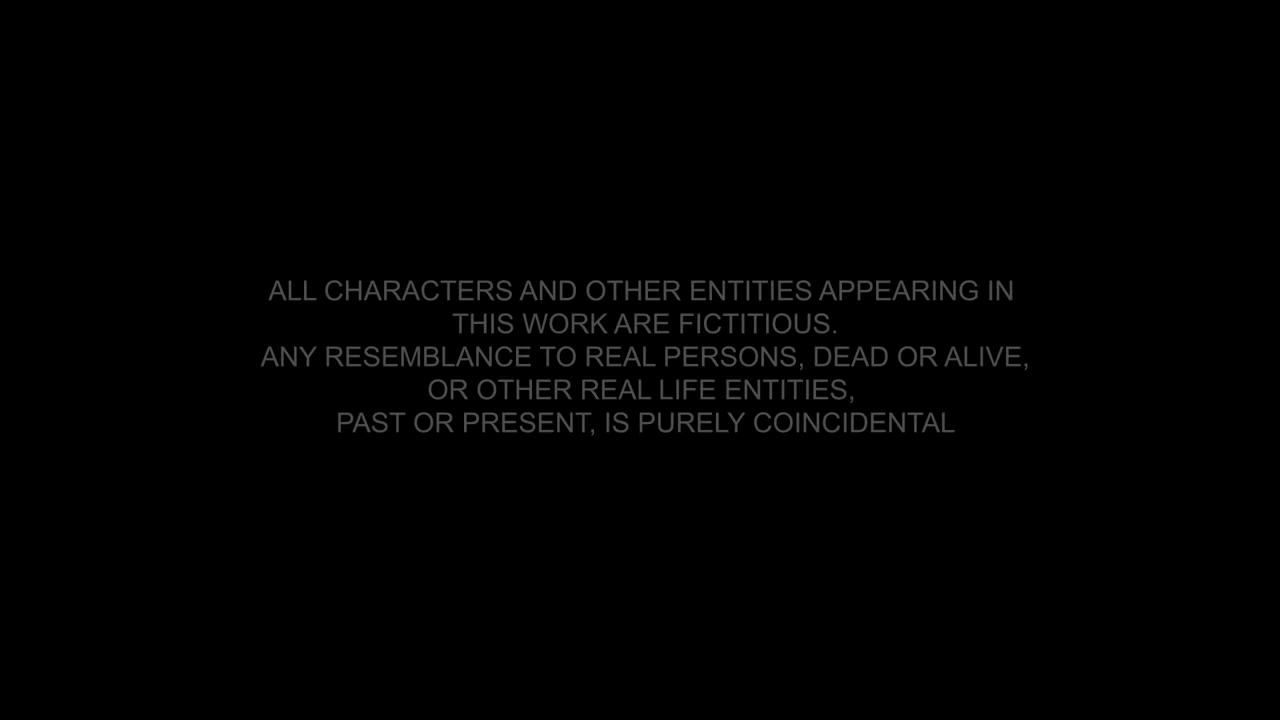 ALL CHARACTERS AND OTHER ENTITIES APPEARING IN
THIS WORK ARE FICTITIOUS.
ANY RESEMBLANCE TO REAL PERSONS, DEAD OR ALIVE,
OR OTHER REAL LIFE ENTITIES,
PAST OR PRESENT, IS PURELY COINCIDENTAL